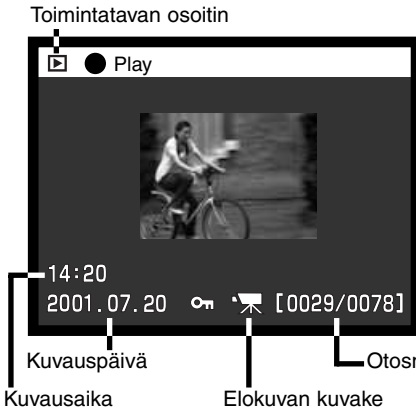 Toimintatavan osoitin
Play
14:20
2001.07.20 [0029/0078]
Kuvauspäivä
Kuvausaika
Elokuvan kuvake